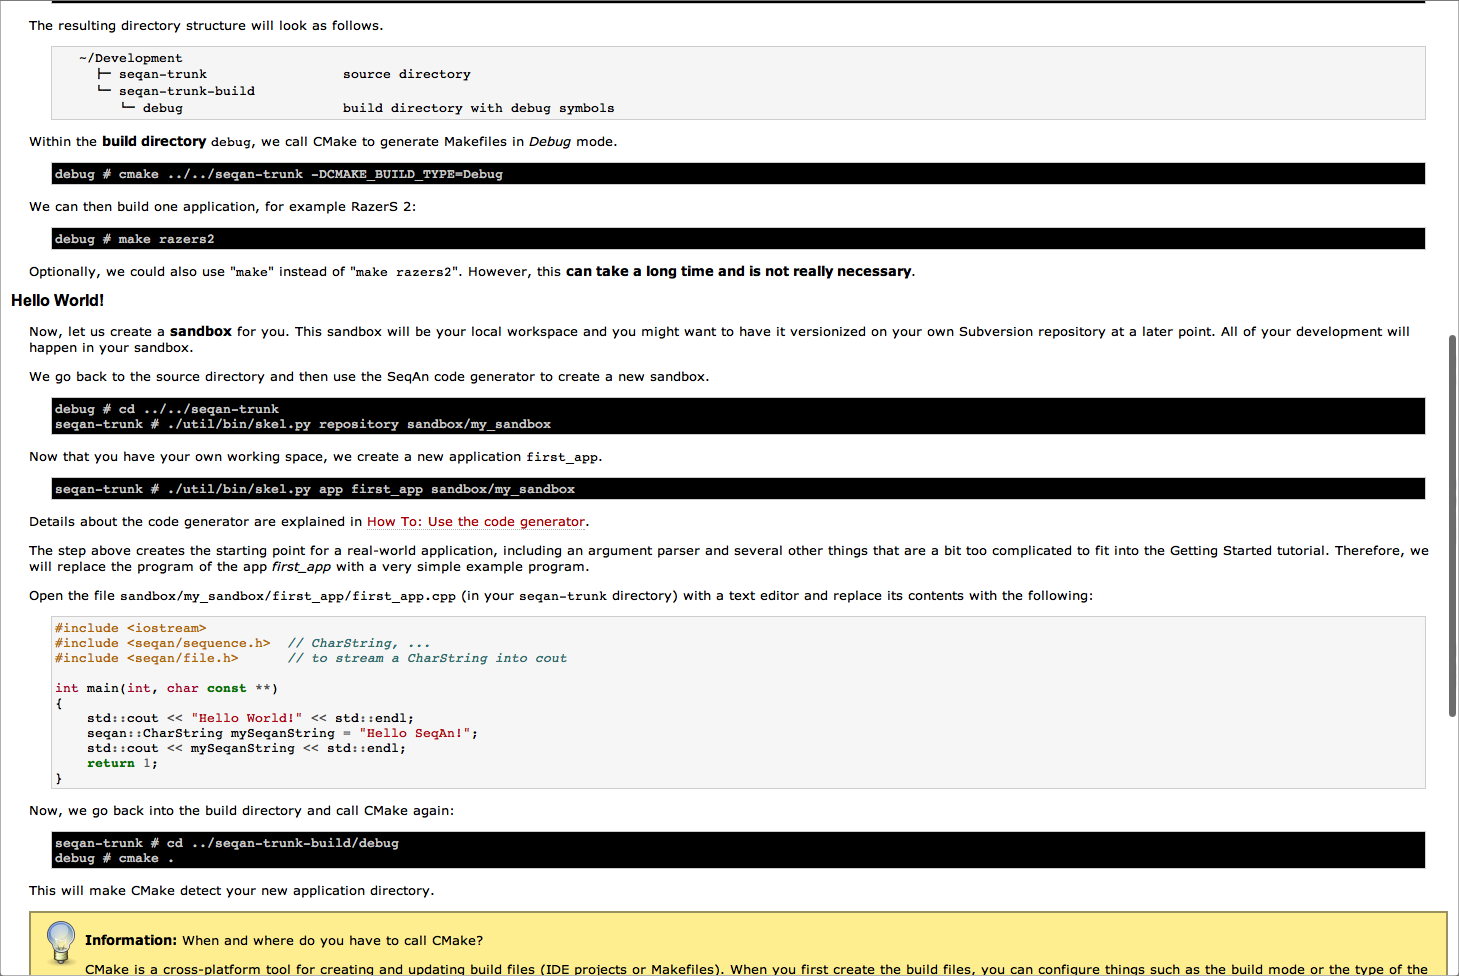 The resulting directory structure will look as follows.
~/Development
├─ seqan-trunk                 source directory
└─ seqan-trunk-build
└─ debug                    build directory with debug symbols
Within the build directory debug, we call CMake to generate Makefiles in Debug mode.
debug # cmake ../../seqan-trunk -DCMAKE_BUILD_TYPE=Debug
We can then build one application, for example RazerS 2:
debug # make razers2
Optionally, we could also use "make" instead of "make razers2". However, this can take a long time and is not really necessary.
Hello World!
Now, let us create a sandbox for you. This sandbox will be your local workspace and you might want to have it versionized on your own Subversion repository at a later point. All of your development will
happen in your sandbox.
We go back to the source directory and then use the SeqAn code generator to create a new sandbox.
debug # cd ../../seqan-trunk
seqan-trunk # ./util/bin/skel.py repository sandbox/my_sandbox
Now that you have your own working space, we create a new application first_app.
seqan-trunk # ./util/bin/skel.py app first_app sandbox/my_sandbox
Details about the code generator are explained in How To: Use the code generator.
The step above creates the starting point for a real-world application, including an argument parser and several other things that are a bit too complicated to fit into the Getting Started tutorial. Therefore, we
will replace the program of the app first_app with a very simple example program.
Open the file sandbox/my_sandbox/first_app/first_app.cpp (in your seqan-trunk directory) with a text editor and replace its contents with the following:
#include <iostream>
#include <seqan/sequence.h>  // CharString, ...
#include <seqan/file.h>      // to stream a CharString into cout
int main(int, char const **)
{
std::cout << "Hello World!" << std::endl;
seqan::CharString mySeqanString = "Hello SeqAn!";
std::cout << mySeqanString << std::endl;
return 1;
}
Now, we go back into the build directory and call CMake again:
seqan-trunk # cd ../seqan-trunk-build/debug
debug # cmake .
This will make CMake detect your new application directory.
Information: When and where do you have to call CMake?
CMake is a cross-platform tool for creating and updating build files (IDE projects or Makefiles). When you first create the build files, you can configure things such as the build mode or the type of the